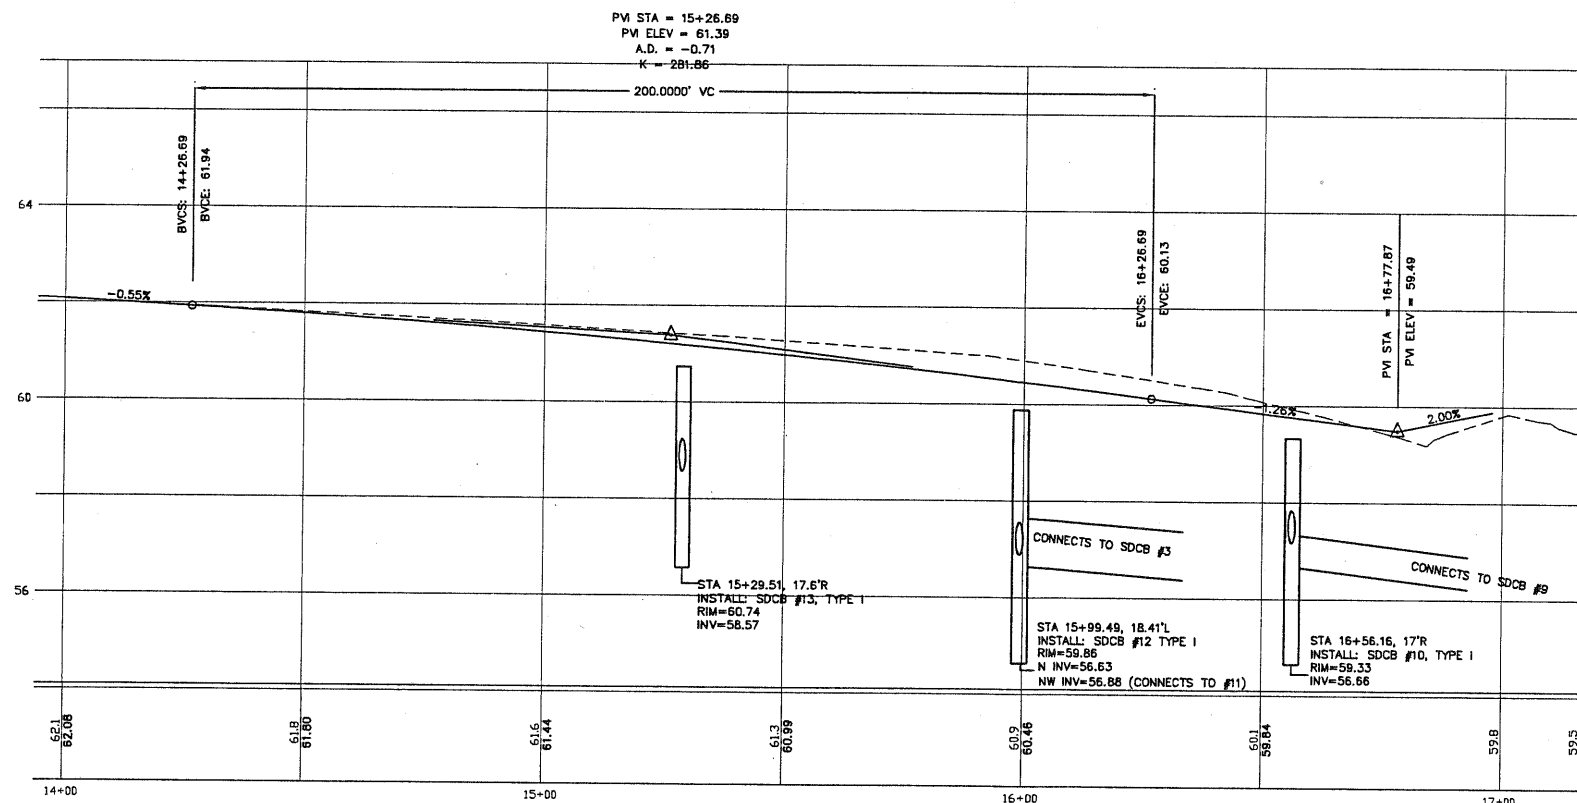 PVI STA = 15+26.69
PVI ELEV = 61.39
A.D. = -0.71
K = 281.86
200.0000' VC
BVCS: 14+26.69
BVCE: 61.94
EVCS: 16+26.69
EVCE: 60.13
PVI STA = 16+77.87
PVI ELEV = 59.49
64
-0.55%
60
-1.26%
2.00%
56
CONNECTS TO SDCB #3
CONNECTS TO SDCB #9
STA 15+29.51, 17.6'R
INSTALL: SDCB #13, TYPE I
RIM=60.74
INV=58.57
STA 15+99.49, 18.41'L
INSTALL: SDCB #12 TYPE I
RIM=59.86
N INV=56.63
NW INV=56.88 (CONNECTS TO #11)
STA 16+56.16, 17'R
INSTALL: SDCB #10, TYPE I
RIM=59.33
INV=56.66
62.1
62.08
61.8
61.80
61.6
61.44
61.3
60.99
60.9
60.46
60.1
59.84
59.8
59.5
14+00
15+00
16+00
17+00